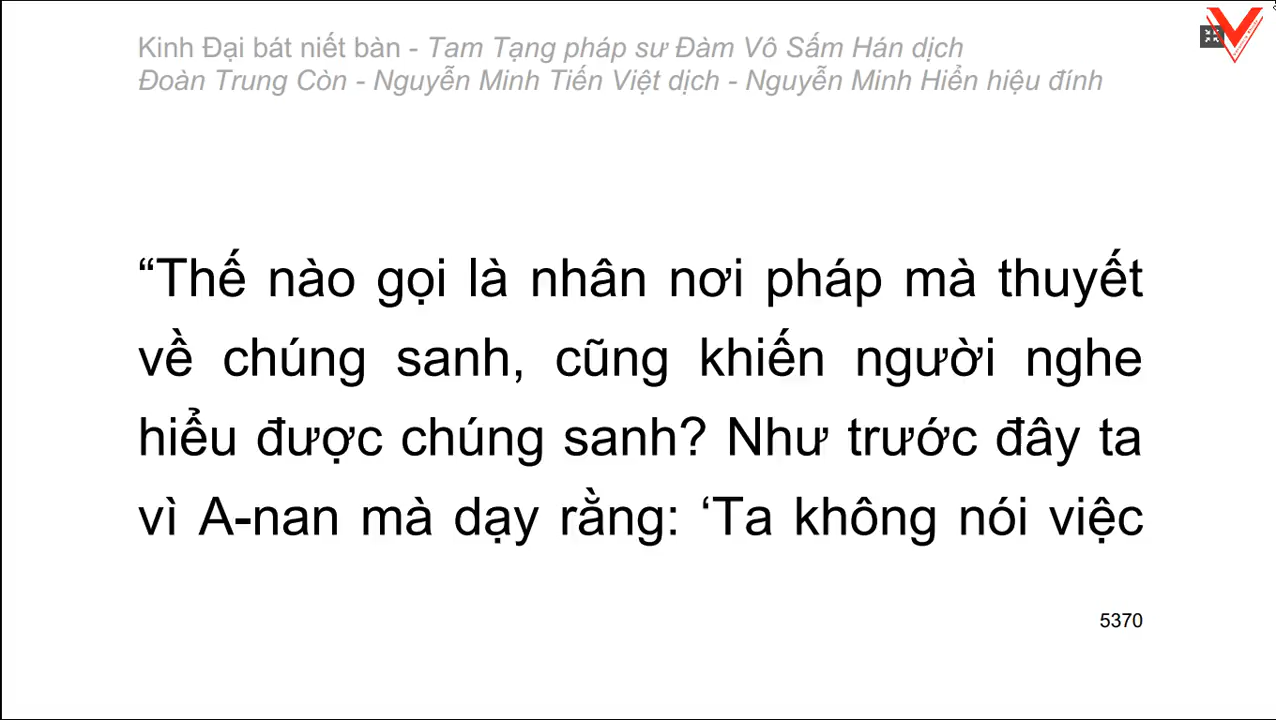 Kinh Đại bát niết bàn - Tam Tạng pháp sư Đàm Vô Sấm Hán dịch
Đoàn Trung Còn - Nguyễn Minh Tiến Việt dịch - Nguyễn Minh Hiển hiệu đính
“Thế nào gọi là nhân nơi pháp mà thuyết
về chúng sanh, cũng khiến người nghe
hiểu được chúng sanh? Như trước đây ta
vì A-nan mà dạy rằng: ‘Ta không nói việc
5370